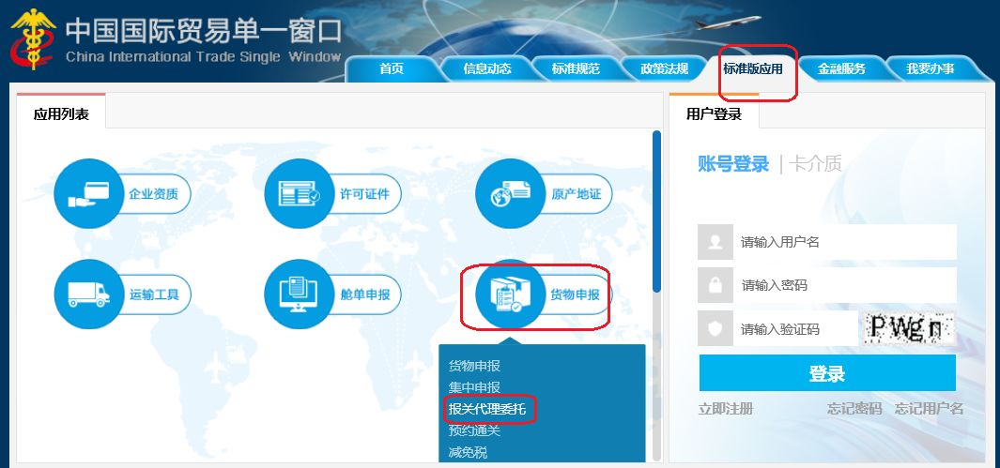 中国国际贸易单一窗口
China International Trade Single Window
首页 信息动态 标准规范 政策法规 标准版应用 金融服务 我要办事
应用列表
企业资质 许可证件 原产地证
运输工具 舱单申报 货物申报
货物申报
集中申报
报关代理委托
预约通关
减免税
用户登录
账号登录 | 卡介质
请输入用户名
请输入密码
请输入验证码 PWgn
登录
立即注册 忘记密码 忘记用户名